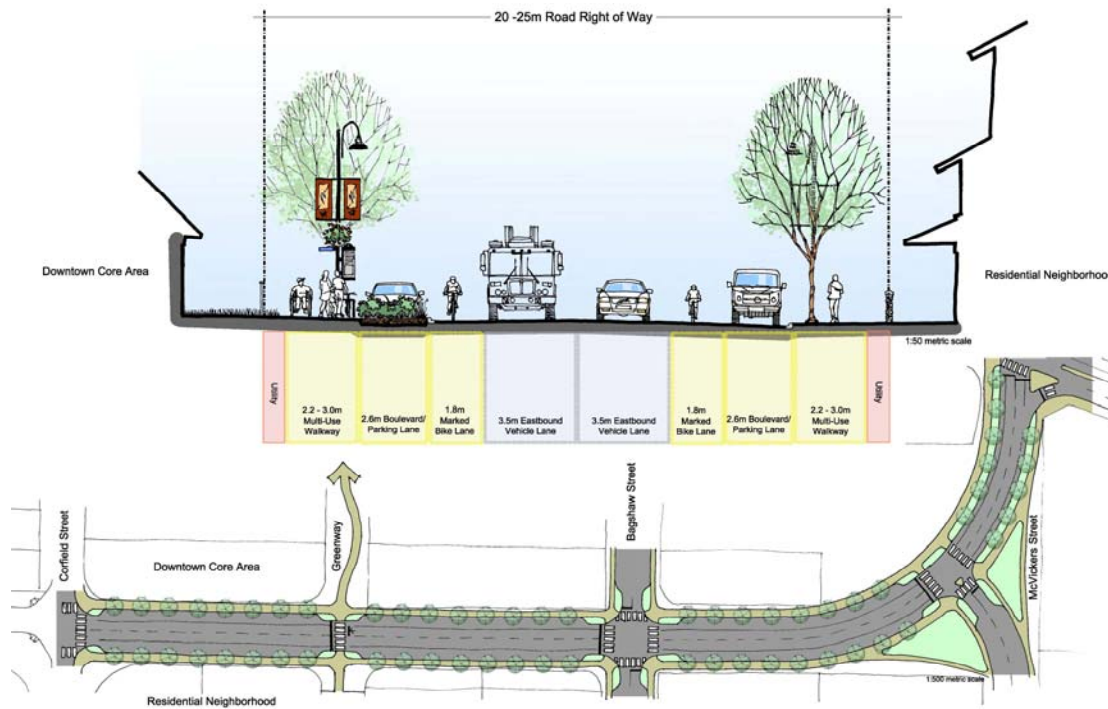 20 -25m Road Right of Way
Downtown Core Area
Residential Neighborhoo
1:50 metric scale
Utility
2.2 - 3.0m
Multi-Use
Walkway
2.6m Boulevard/
Parking Lane
1.8m
Marked
Bike Lane
3.5m Eastbound
Vehicle Lane
3.5m Eastbound
Vehicle Lane
1.8m
Marked
Bike Lane
2.6m Boulevard/
Parking Lane
2.2 - 3.0m
Multi-Use
Walkway
Utility
Corfield Street
Downtown Core Area
Greenway
Bagshaw Street
McVickers Street
1:500 metric scale
Residential Neighborhood